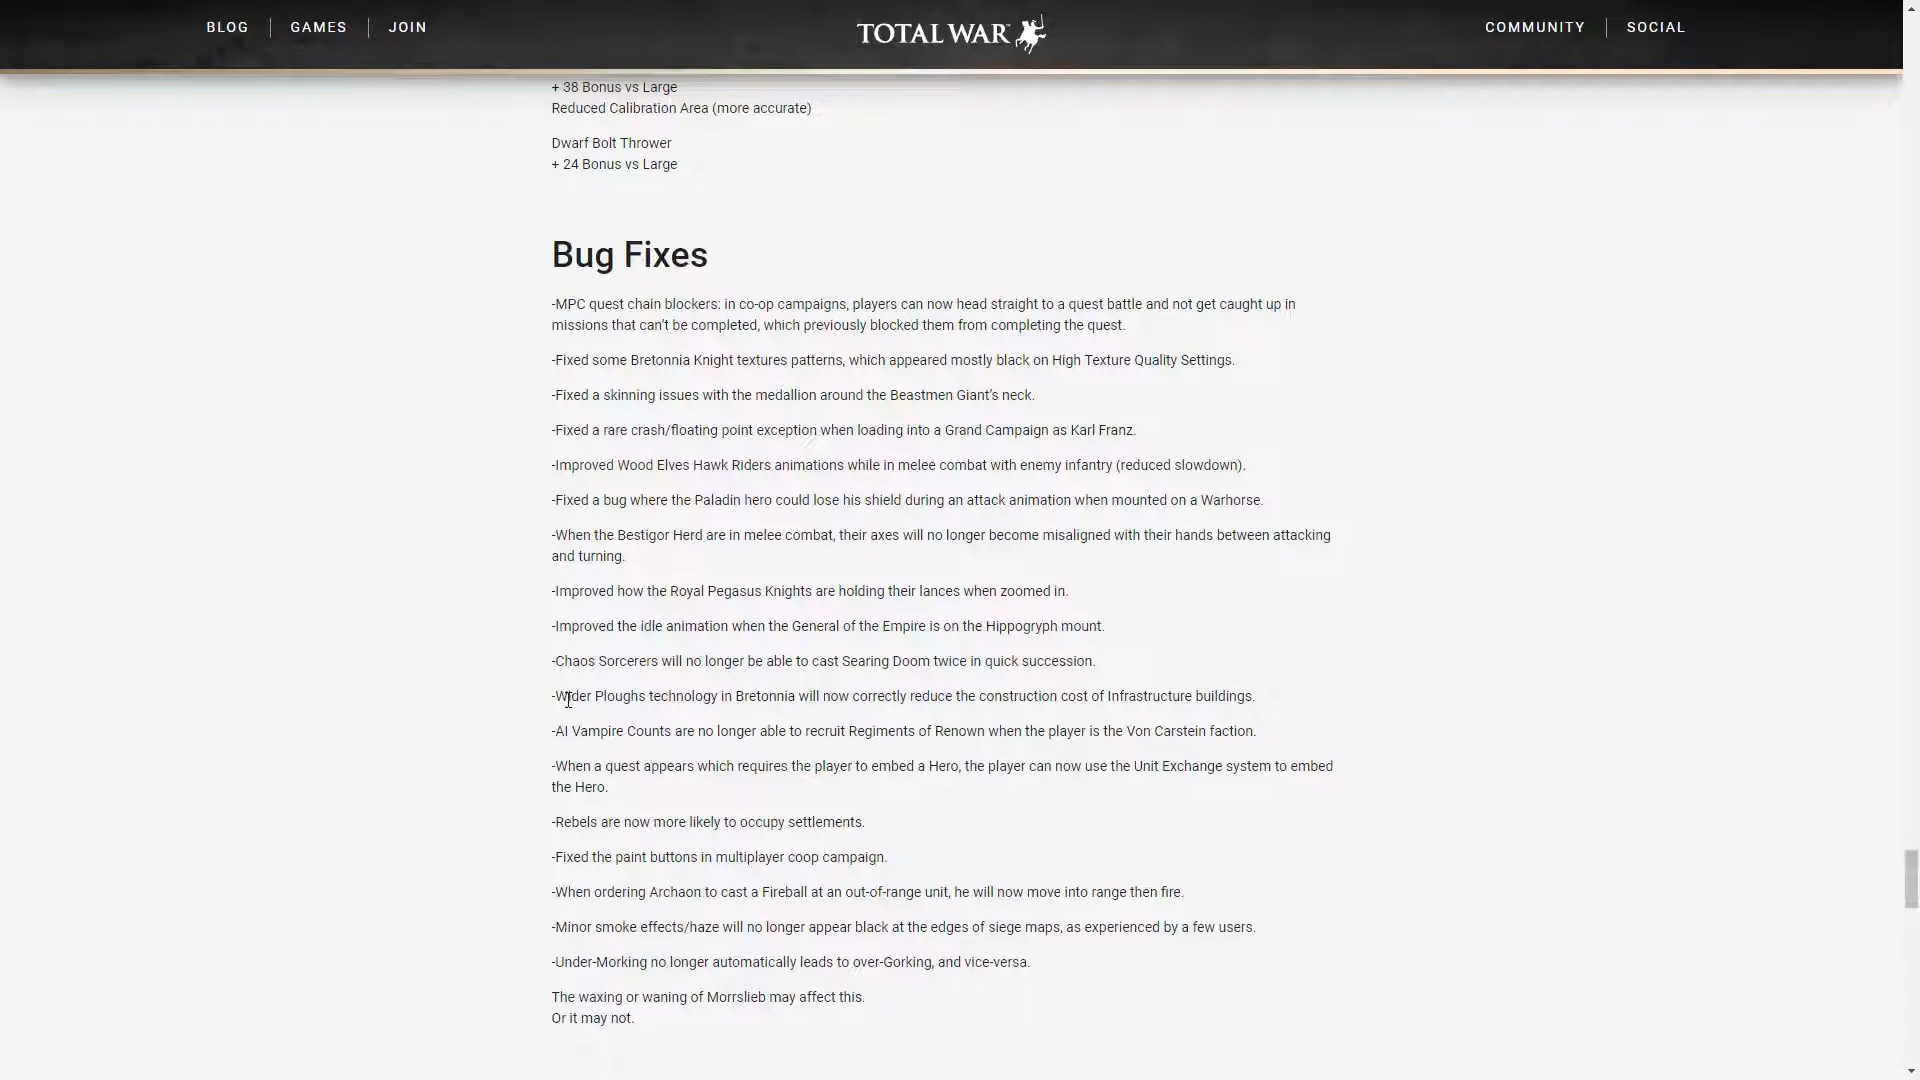 BLOG
GAMES
JOIN
TOTAL WAR
COMMUNITY
SOCIAL
+ 38 Bonus vs Large
Reduced Calibration Area (more accurate)
Dwarf Bolt Thrower
+ 24 Bonus vs Large
Bug Fixes
-MPC quest chain blockers: in co-op campaigns, players can now head straight to a quest battle and not get caught up in
missions that can’t be completed, which previously blocked them from completing the quest.
-Fixed some Bretonnia Knight textures patterns, which appeared mostly black on High Texture Quality Settings.
-Fixed a skinning issues with the medallion around the Beastmen Giant’s neck.
-Fixed a rare crash/floating point exception when loading into a Grand Campaign as Karl Franz.
-Improved Wood Elves Hawk Riders animations while in melee combat with enemy infantry (reduced slowdown).
-Fixed a bug where the Paladin hero could lose his shield during an attack animation when mounted on a Warhorse.
-When the Bestigor Herd are in melee combat, their axes will no longer become misaligned with their hands between attacking
and turning.
-Improved how the Royal Pegasus Knights are holding their lances when zoomed in.
-Improved the idle animation when the General of the Empire is on the Hippogryph mount.
-Chaos Sorcerers will no longer be able to cast Searing Doom twice in quick succession.
-Wider Ploughs technology in Bretonnia will now correctly reduce the construction cost of Infrastructure buildings.
-AI Vampire Counts are no longer able to recruit Regiments of Renown when the player is the Von Carstein faction.
-When a quest appears which requires the player to embed a Hero, the player can now use the Unit Exchange system to embed
the Hero.
-Rebels are now more likely to occupy settlements.
-Fixed the paint buttons in multiplayer coop campaign.
-When ordering Archaon to cast a Fireball at an out-of-range unit, he will now move into range then fire.
-Minor smoke effects/haze will no longer appear black at the edges of siege maps, as experienced by a few users.
-Under-Morking no longer automatically leads to over-Gorking, and vice-versa.
The waxing or waning of Morrslieb may affect this.
Or it may not.